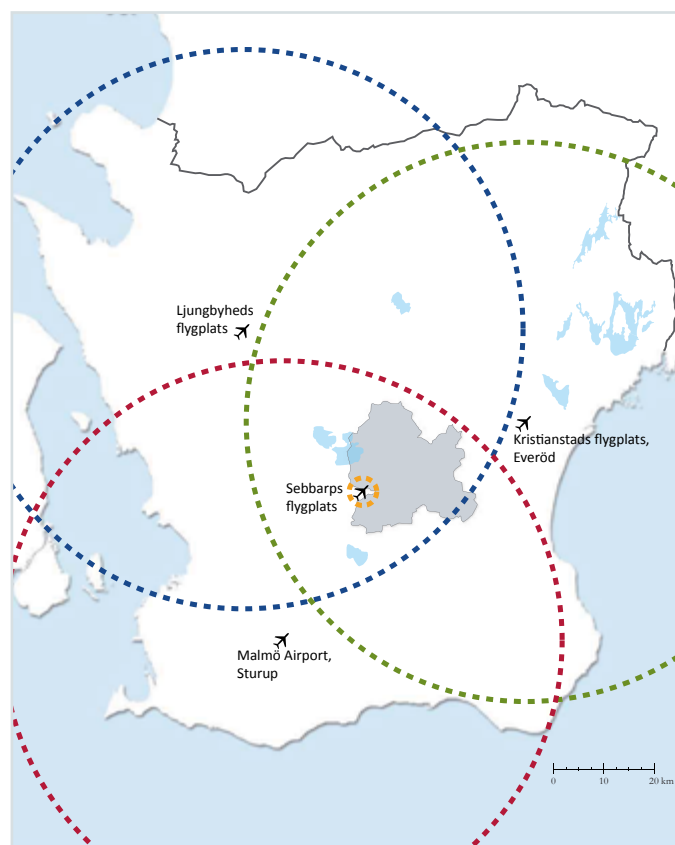 Ljungbyheds
flygplats
Kristianstads flygplats,
Everöd
Sebbarps
flygplats
Malmö Airport,
Sturup
0 10 20 km